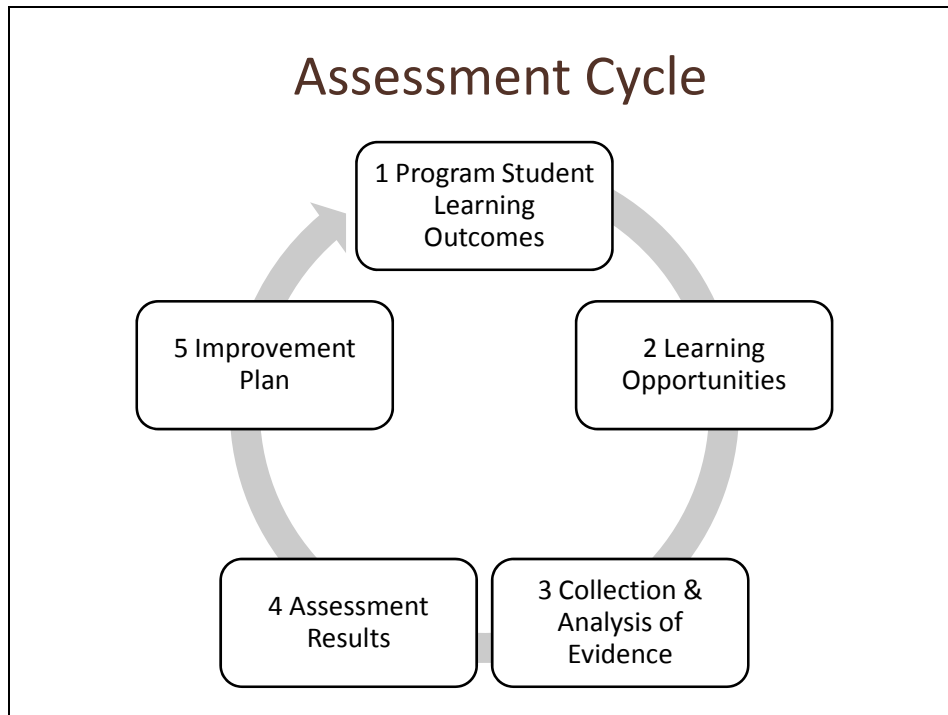 Assessment Cycle
1 Program Student
Learning
Outcomes
2 Learning
Opportunities
3 Collection &
Analysis of
Evidence
4 Assessment
Results
5 Improvement
Plan